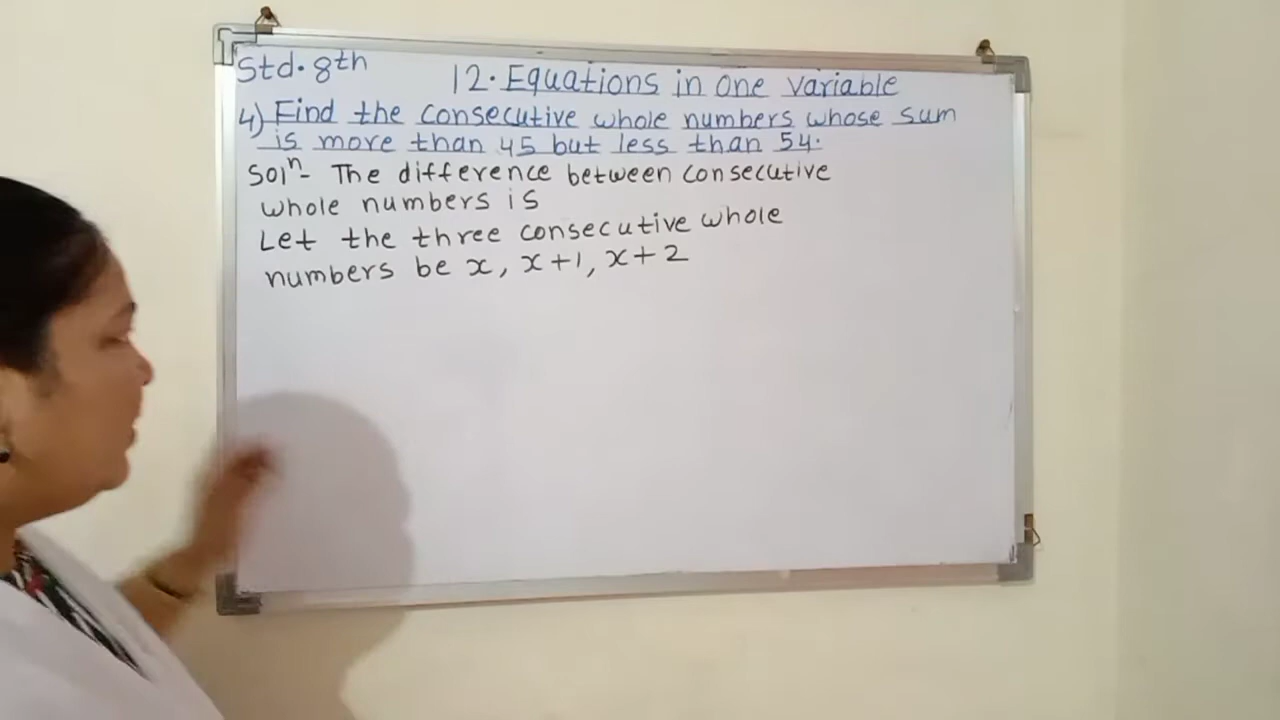 Std. 8th
12. Equations in one variable
4) Find the consecutive whole numbers whose sum
is more than 45 but less than 54.
Solⁿ- The difference between consecutive
whole numbers is
Let the three consecutive whole
numbers be x, x+1, x+2